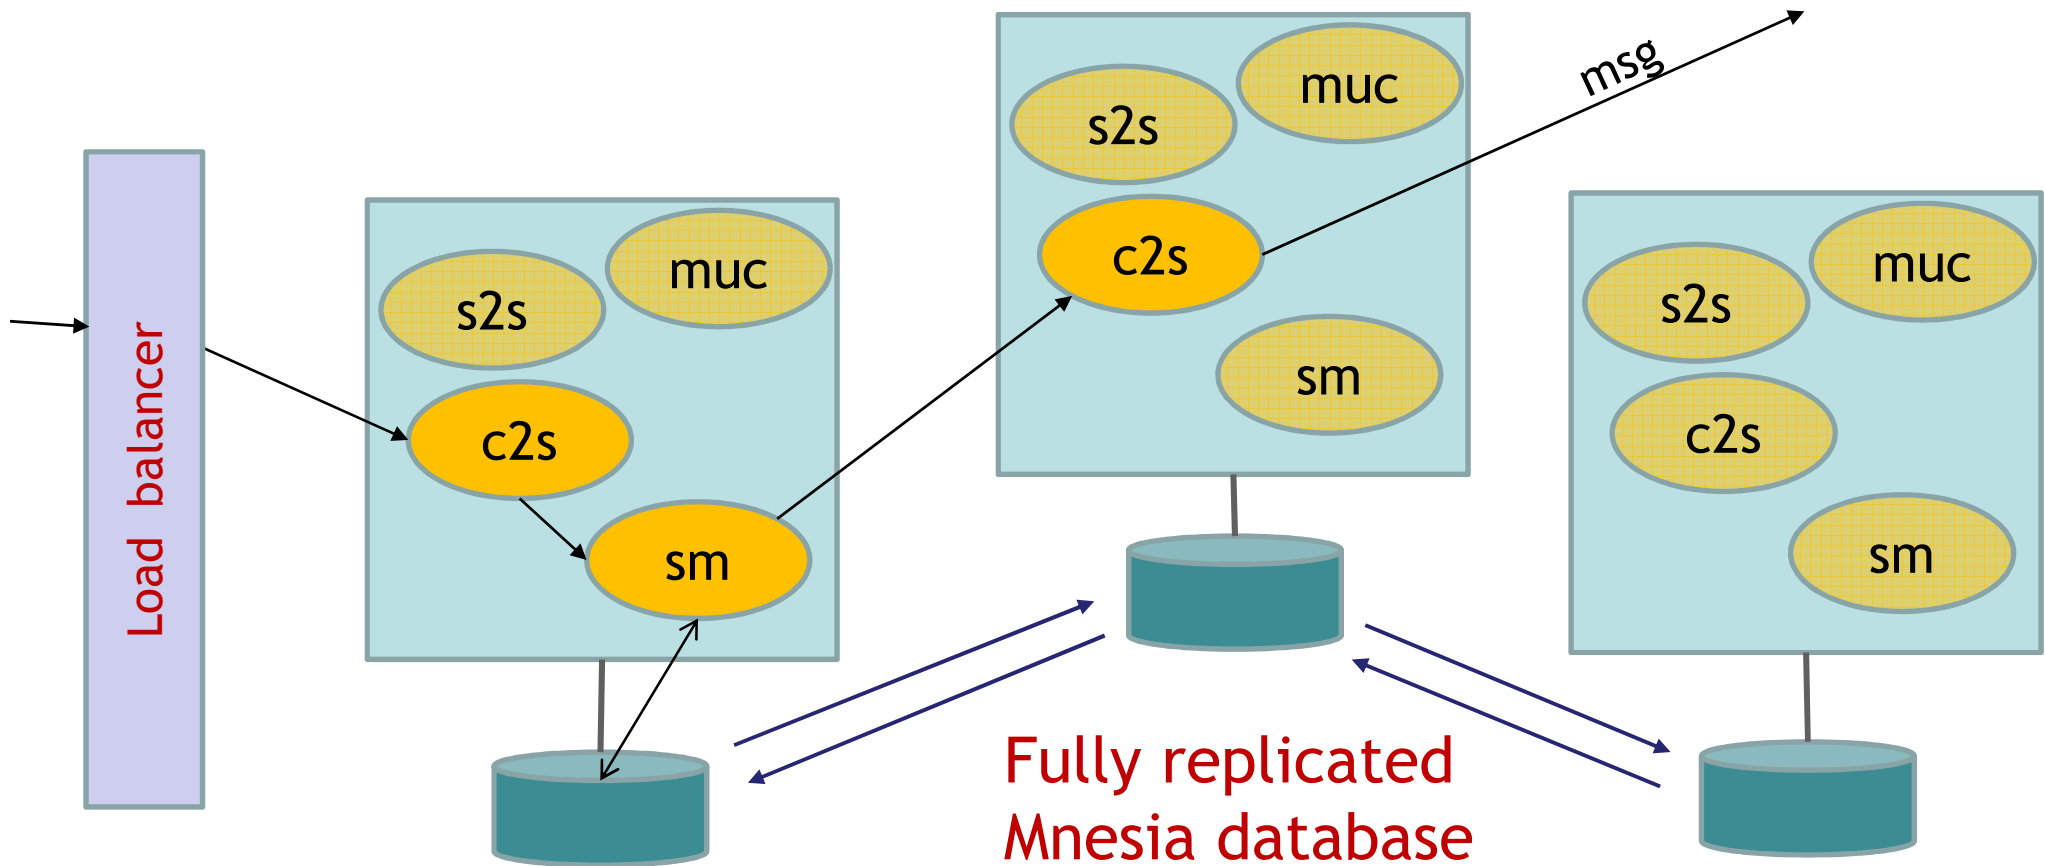 Load balancer
s2s
muc
c2s
sm
s2s
muc
c2s
sm
msg
s2s
muc
c2s
sm
Fully replicated
Mnesia database